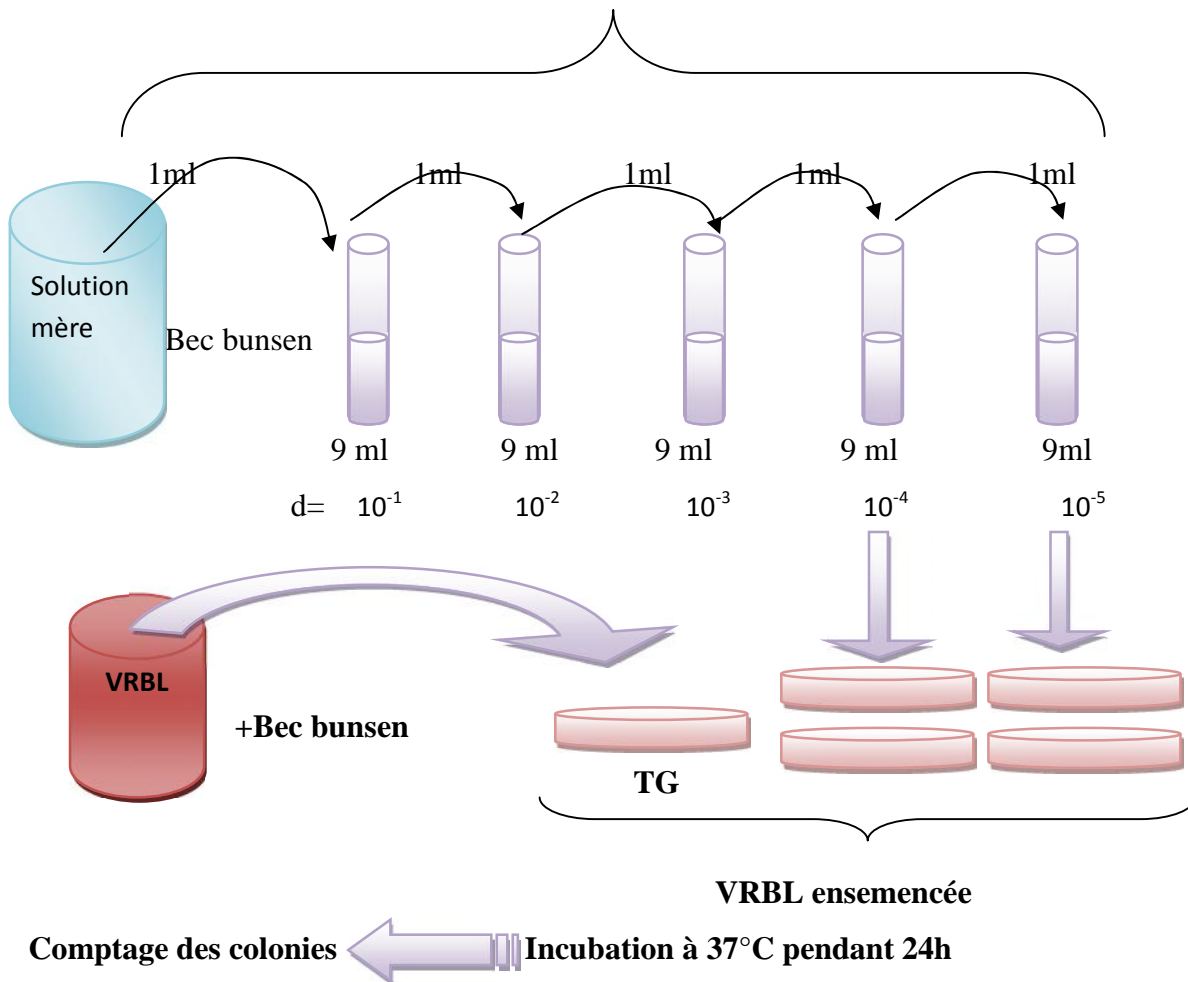 1ml 1ml 1ml 1ml 1ml
Solution
mère
Bec bunsen
9 ml 9 ml 9 ml 9 ml 9ml
d= 10⁻¹ 10⁻² 10⁻³ 10⁻⁴ 10⁻⁵
VRBL
+Bec bunsen
TG
VRBL ensemencée
Comptage des colonies Incubation à 37°C pendant 24h